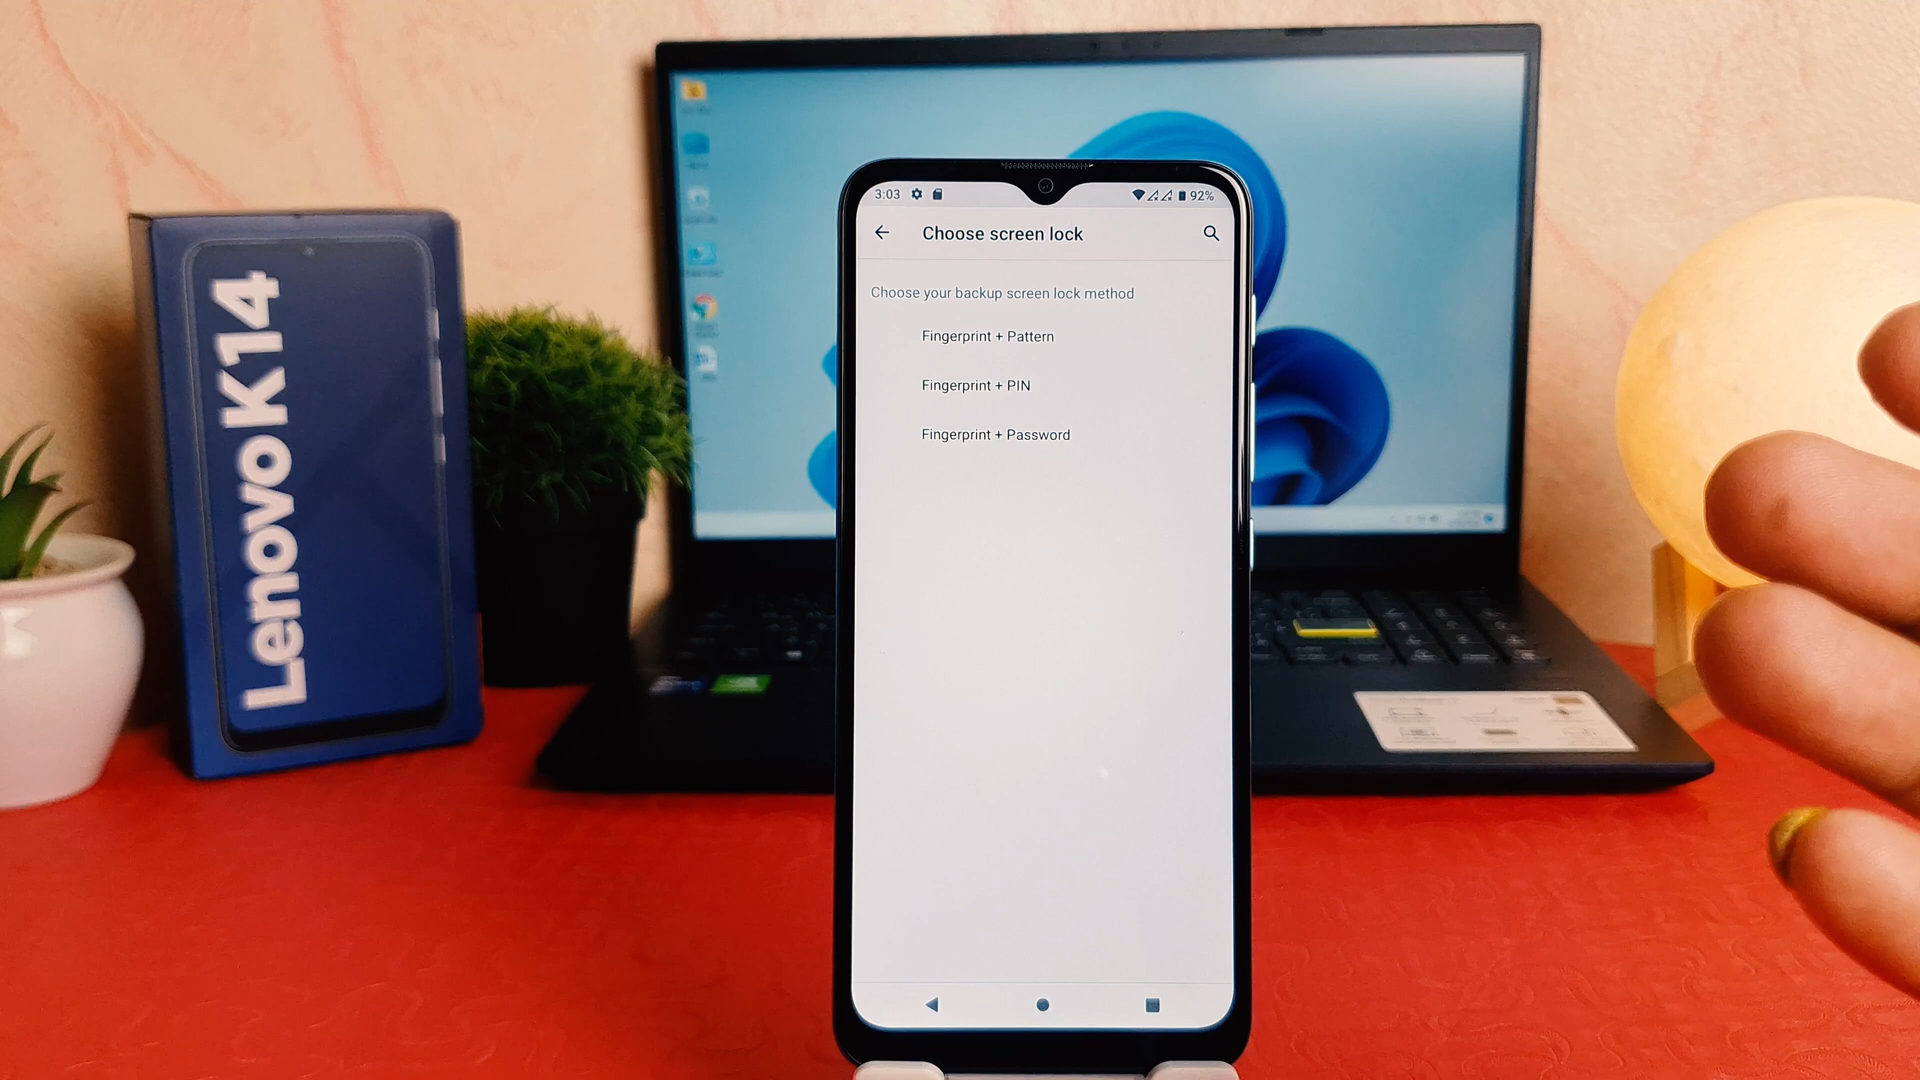 Lenovo K14
3:03
92%
Choose screen lock
Choose your backup screen lock method
Fingerprint + Pattern
Fingerprint + PIN
Fingerprint + Password